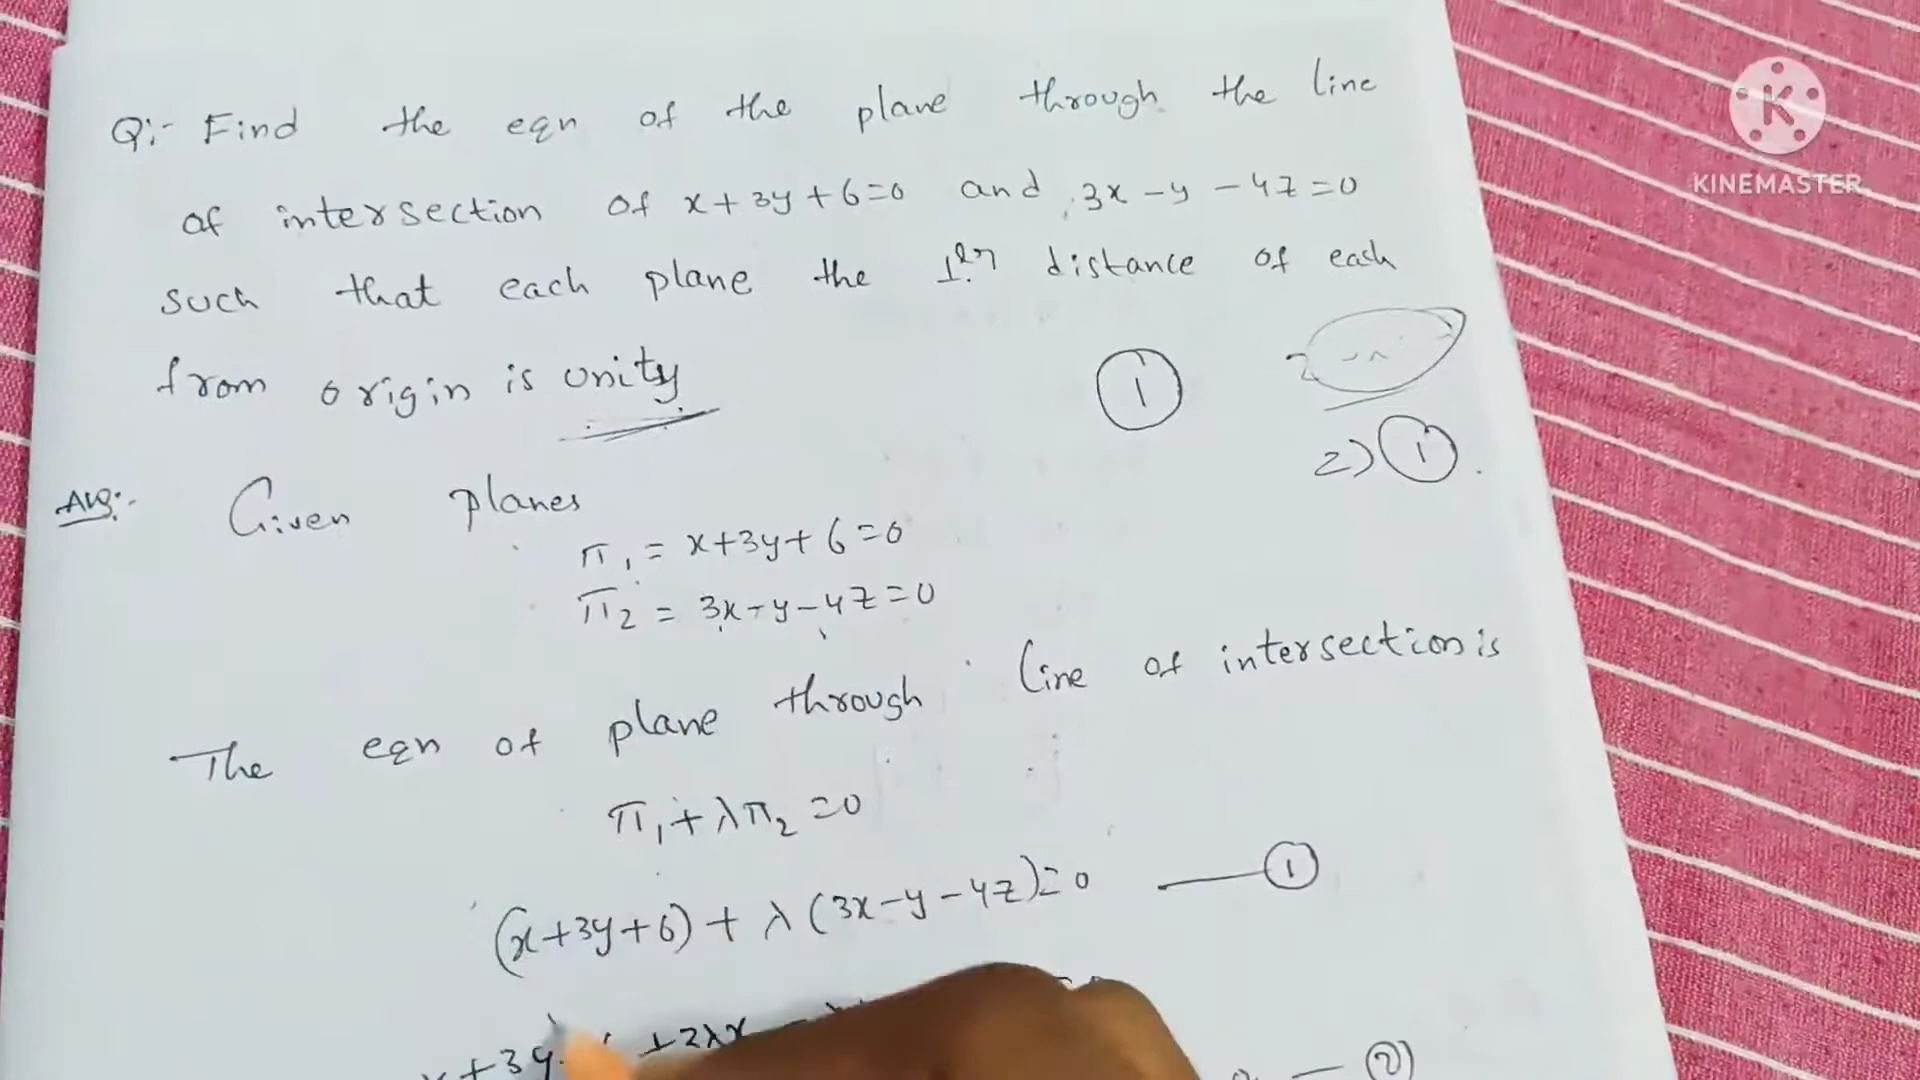 Q:- Find the eqn of the plane through the line
of intersection of x+3y+6=0 and 3x-y-4z=0
such that each plane the ⊥er distance of each
from origin is unity
1
2) 1
Ans:- Given planes
π₁ = x+3y+6=0
π₂ = 3x-y-4z=0
The eqn of plane through line of intersection is
π₁+λπ₂=0
(x+3y+6)+λ(3x-y-4z)=0 — 1
x+3y
+3λx
— 2
KINEMASTER